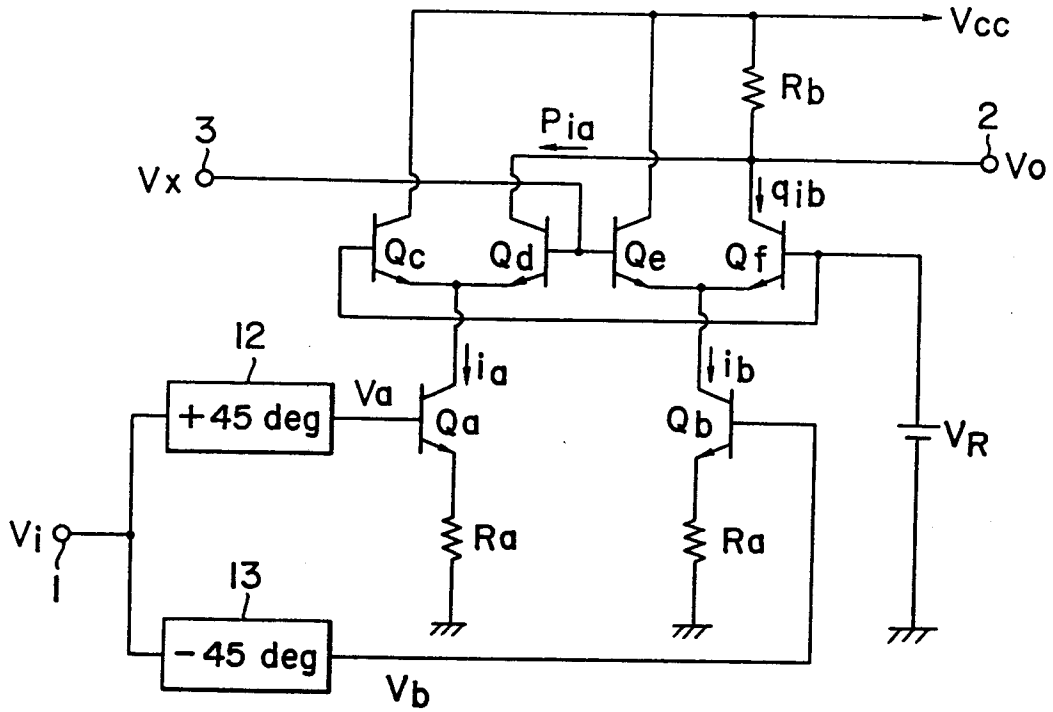 Vcc
Rb
3
Pia
2
Vx
Vo
qib
Qc
Qd
Qe
Qf
12
ia
ib
Va
+45 deg
Qa
Qb
VR
Vi
Ra
Ra
1
13
-45 deg
Vb